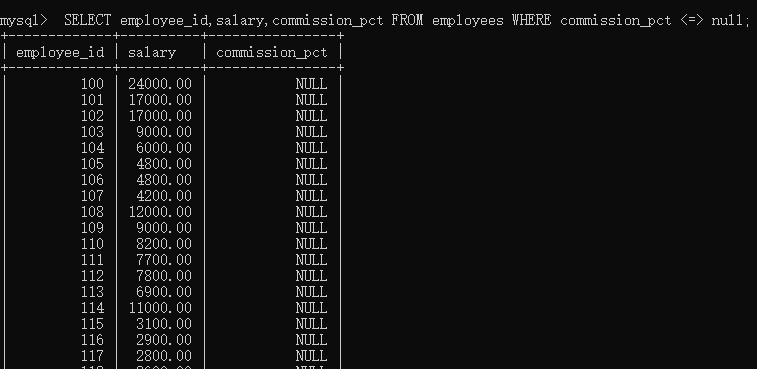 mysql>  SELECT employee_id,salary,commission_pct FROM employees WHERE commission_pct <=> null;
+-------------+----------+----------------+
| employee_id | salary   | commission_pct |
+-------------+----------+----------------+
|         100 | 24000.00 |           NULL |
|         101 | 17000.00 |           NULL |
|         102 | 17000.00 |           NULL |
|         103 |  9000.00 |           NULL |
|         104 |  6000.00 |           NULL |
|         105 |  4800.00 |           NULL |
|         106 |  4800.00 |           NULL |
|         107 |  4200.00 |           NULL |
|         108 | 12000.00 |           NULL |
|         109 |  9000.00 |           NULL |
|         110 |  8200.00 |           NULL |
|         111 |  7700.00 |           NULL |
|         112 |  7800.00 |           NULL |
|         113 |  6900.00 |           NULL |
|         114 | 11000.00 |           NULL |
|         115 |  3100.00 |           NULL |
|         116 |  2900.00 |           NULL |
|         117 |  2800.00 |           NULL |